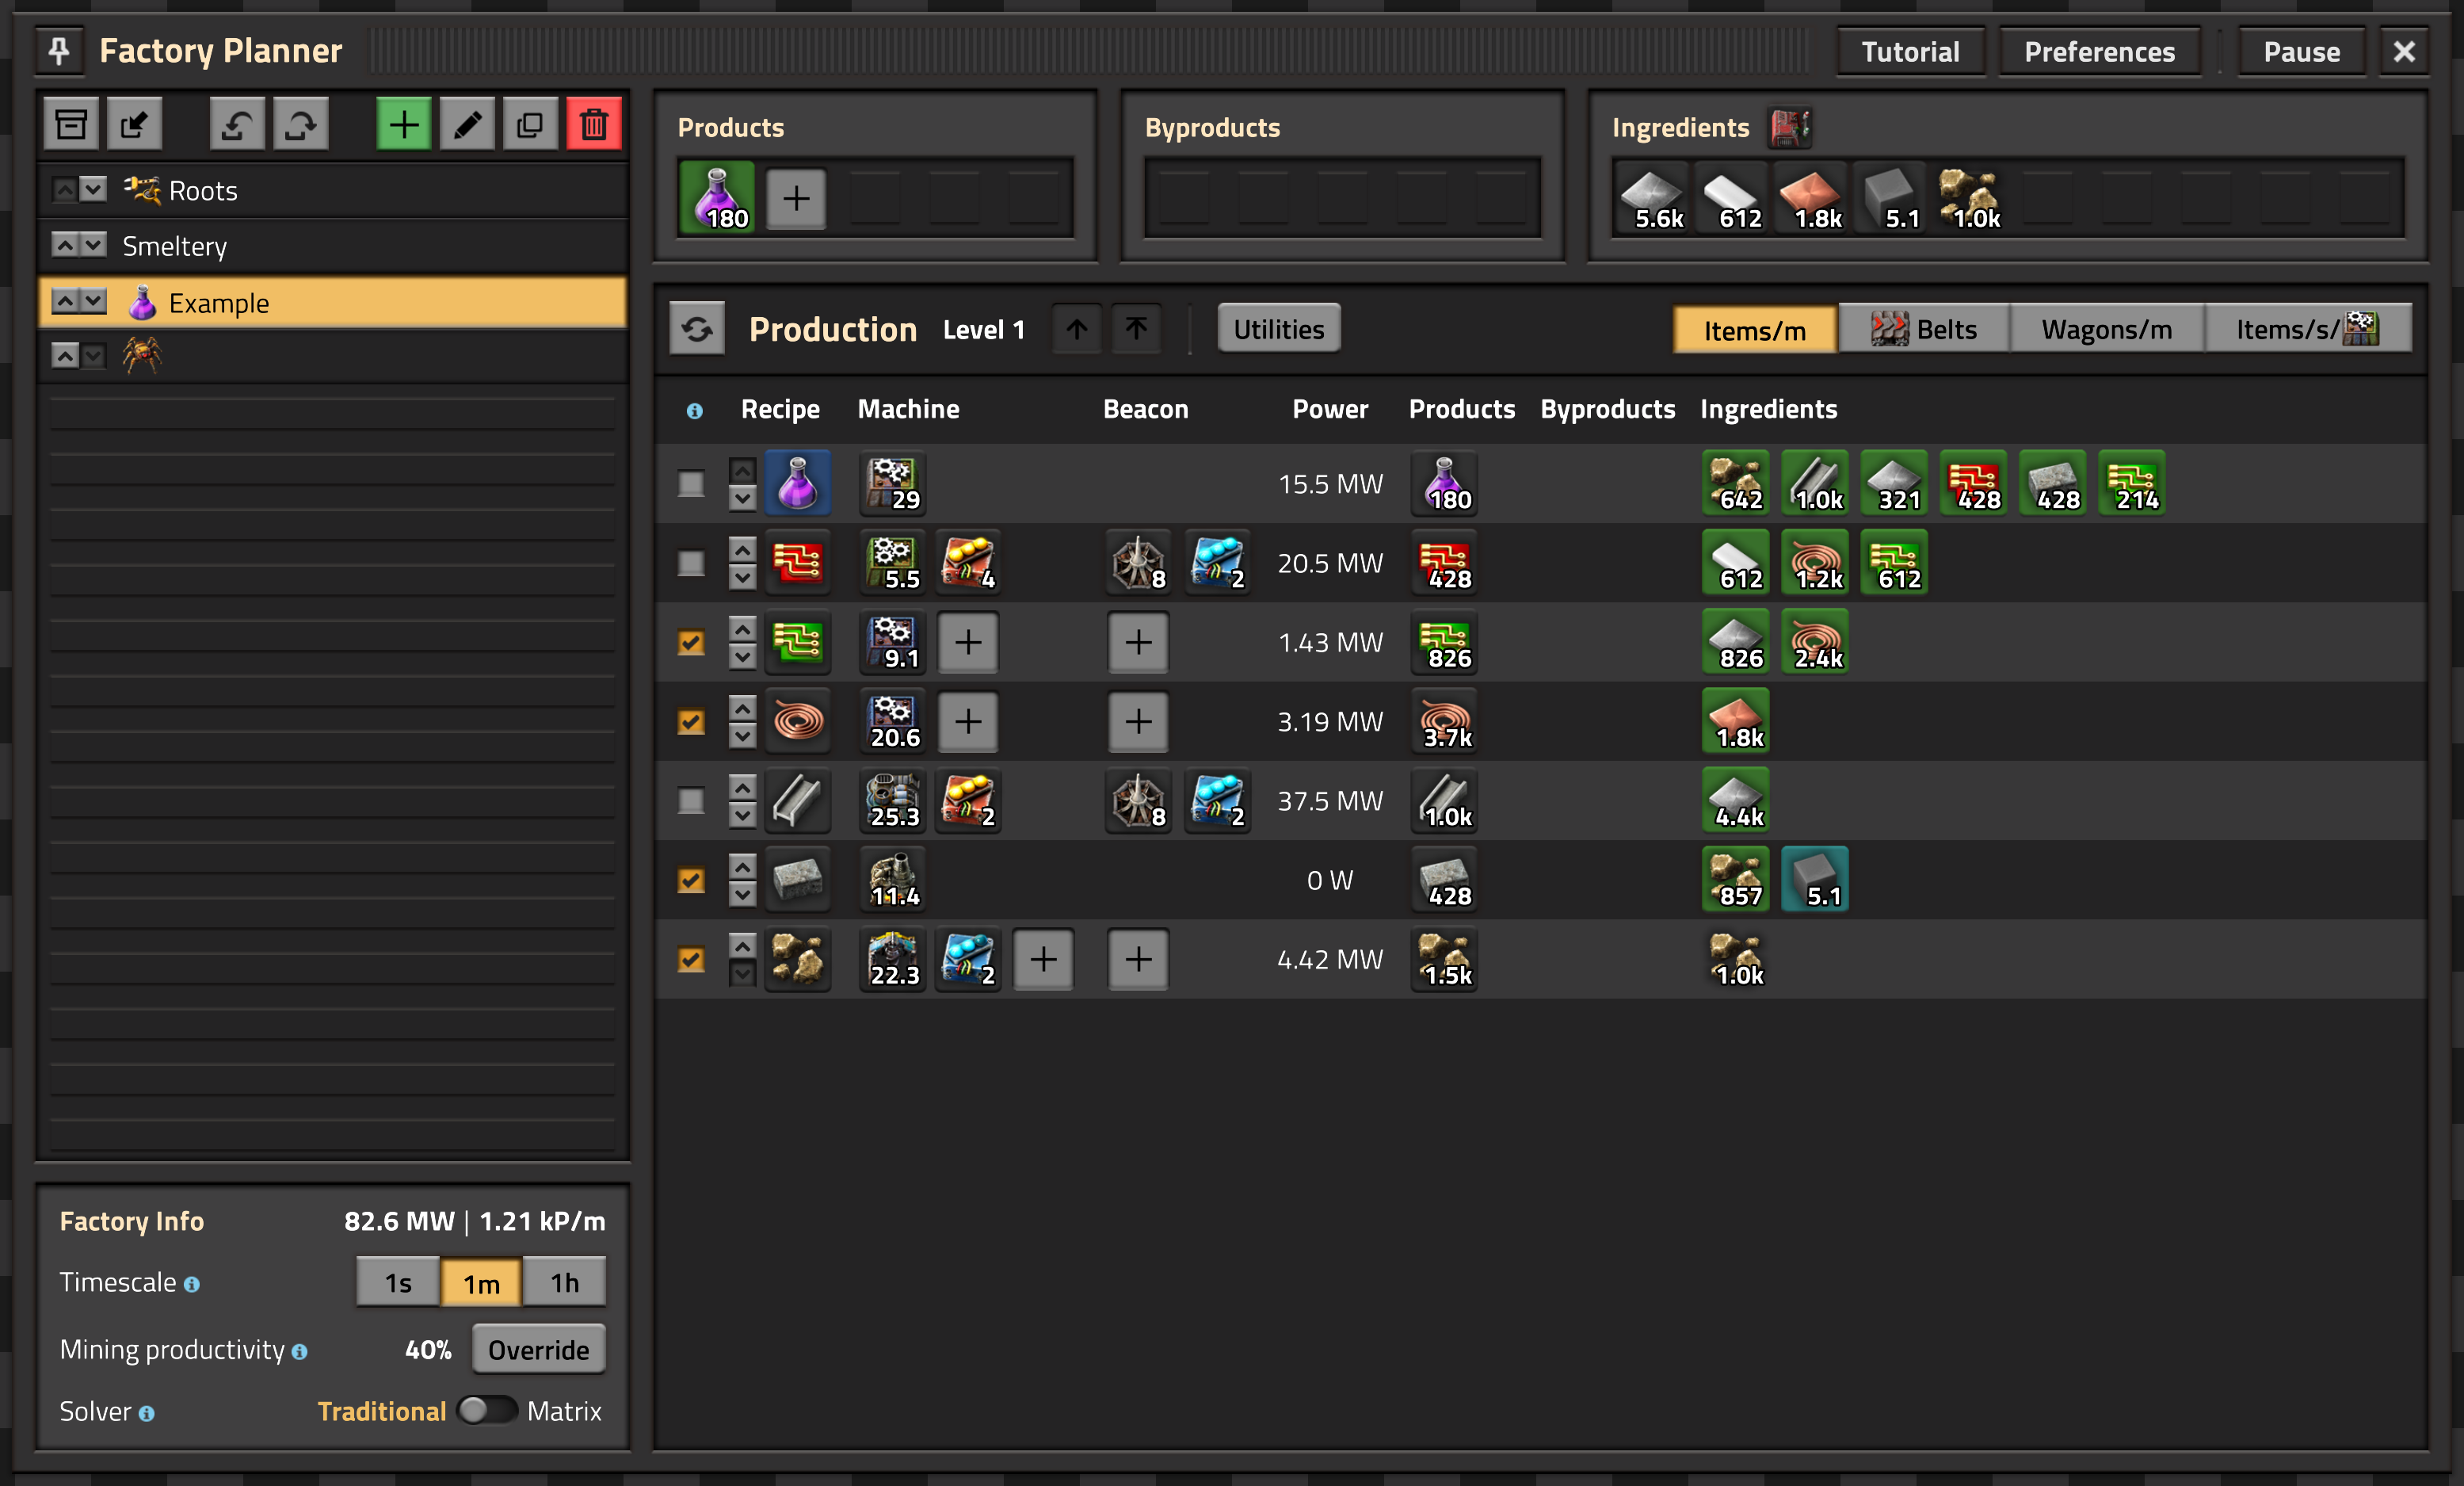 Factory Planner
Tutorial
Preferences
Pause
Products
Byproducts
Ingredients
180
5.6k
612
1.8k
5.1
1.0k
Roots
Smeltery
Example
Production
Level 1
Utilities
Items/m
Belts
Wagons/m
Items/s/
Recipe Machine Beacon Power Products Byproducts Ingredients
29 15.5 MW 180 642 1.0k 321 428 428 214
5.5 4 8 2 20.5 MW 428 612 1.2k 612
9.1 1.43 MW 826 826 2.4k
20.6 3.19 MW 3.7k 1.8k
25.3 2 8 2 37.5 MW 1.0k 4.4k
11.4 0 W 428 857 5.1
22.3 2 4.42 MW 1.5k 1.0k
Factory Info 82.6 MW | 1.21 kP/m
Timescale 1s 1m 1h
Mining productivity 40% Override
Solver Traditional Matrix